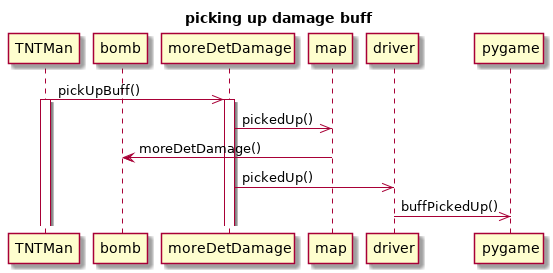 picking up damage buff
TNTMan bomb moreDetDamage map driver pygame
pickUpBuff()
pickedUp()
moreDetDamage()
pickedUp()
buffPickedUp()
TNTMan bomb moreDetDamage map driver pygame